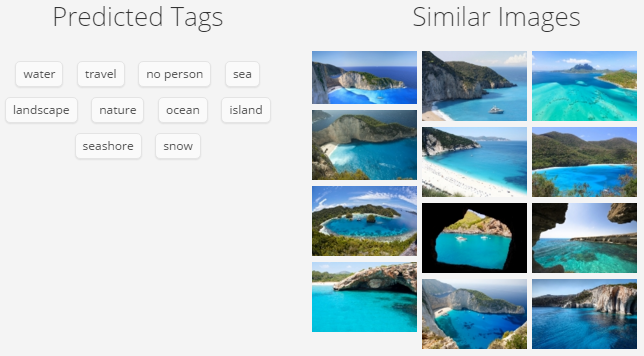 Predicted Tags
Similar Images
water travel no person sea
landscape nature ocean island
seashore snow